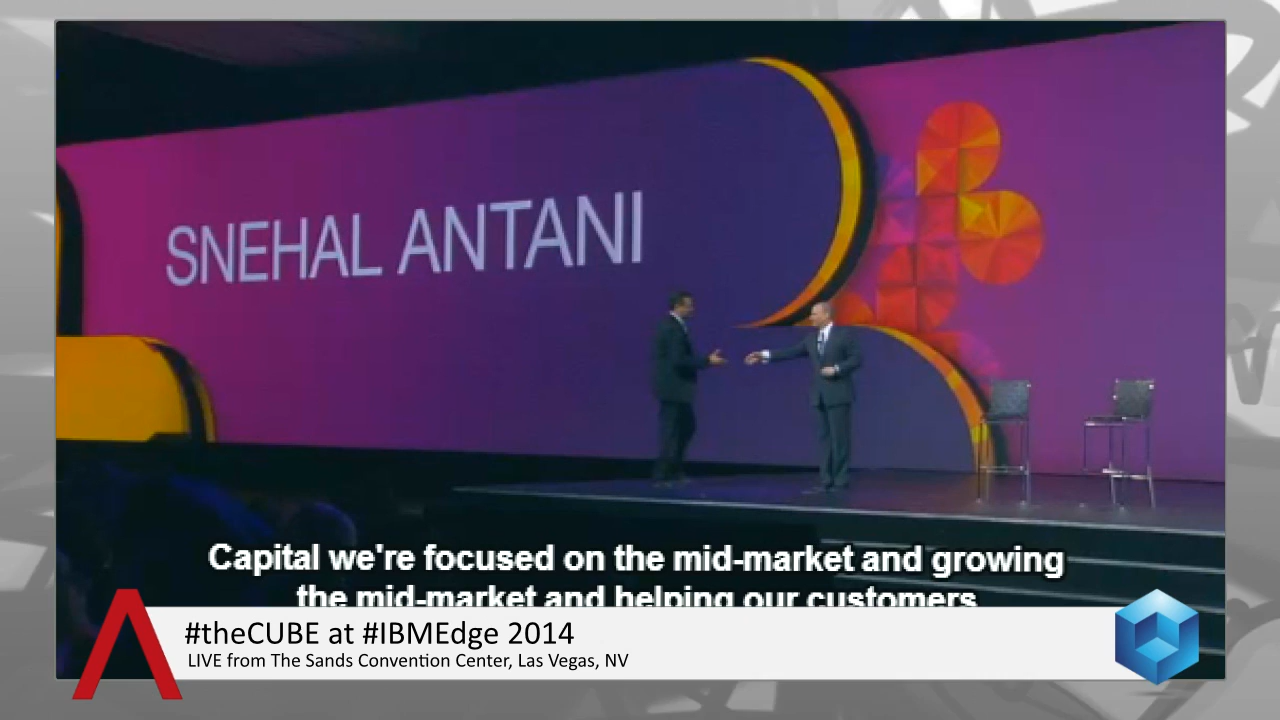 SNEHAL ANTANI
Capital we're focused on the mid-market and growing
the mid-market and helping our customers
#theCUBE at #IBMEdge 2014
LIVE from The Sands Convention Center, Las Vegas, NV